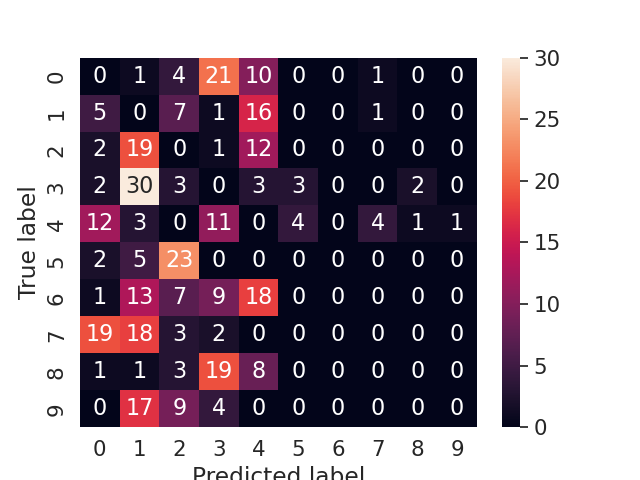 0 0 1 4 21 10 0 0 1 0 0
1 5 0 7 1 16 0 0 1 0 0
2 2 19 0 1 12 0 0 0 0 0
3 2 30 3 0 3 3 0 0 2 0
4 12 3 0 11 0 4 0 4 1 1
5 2 5 23 0 0 0 0 0 0 0
6 1 13 7 9 18 0 0 0 0 0
7 19 18 3 2 0 0 0 0 0 0
8 1 1 3 19 8 0 0 0 0 0
9 0 17 9 4 0 0 0 0 0 0
0 1 2 3 4 5 6 7 8 9
Predicted label
True label
30
25
20
15
10
5
0